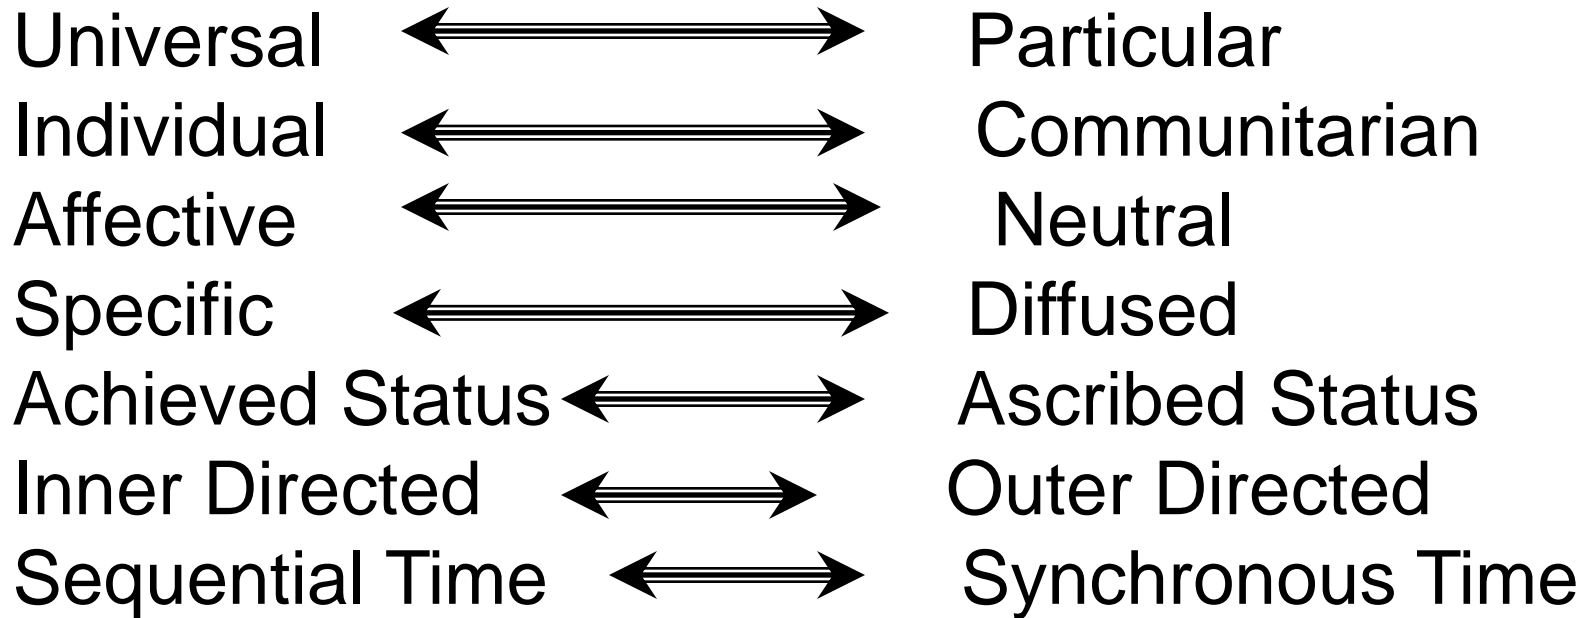 Universal Particular
Individual Communitarian
Affective Neutral
Specific Diffused
Achieved Status Ascribed Status
Inner Directed Outer Directed
Sequential Time Synchronous Time